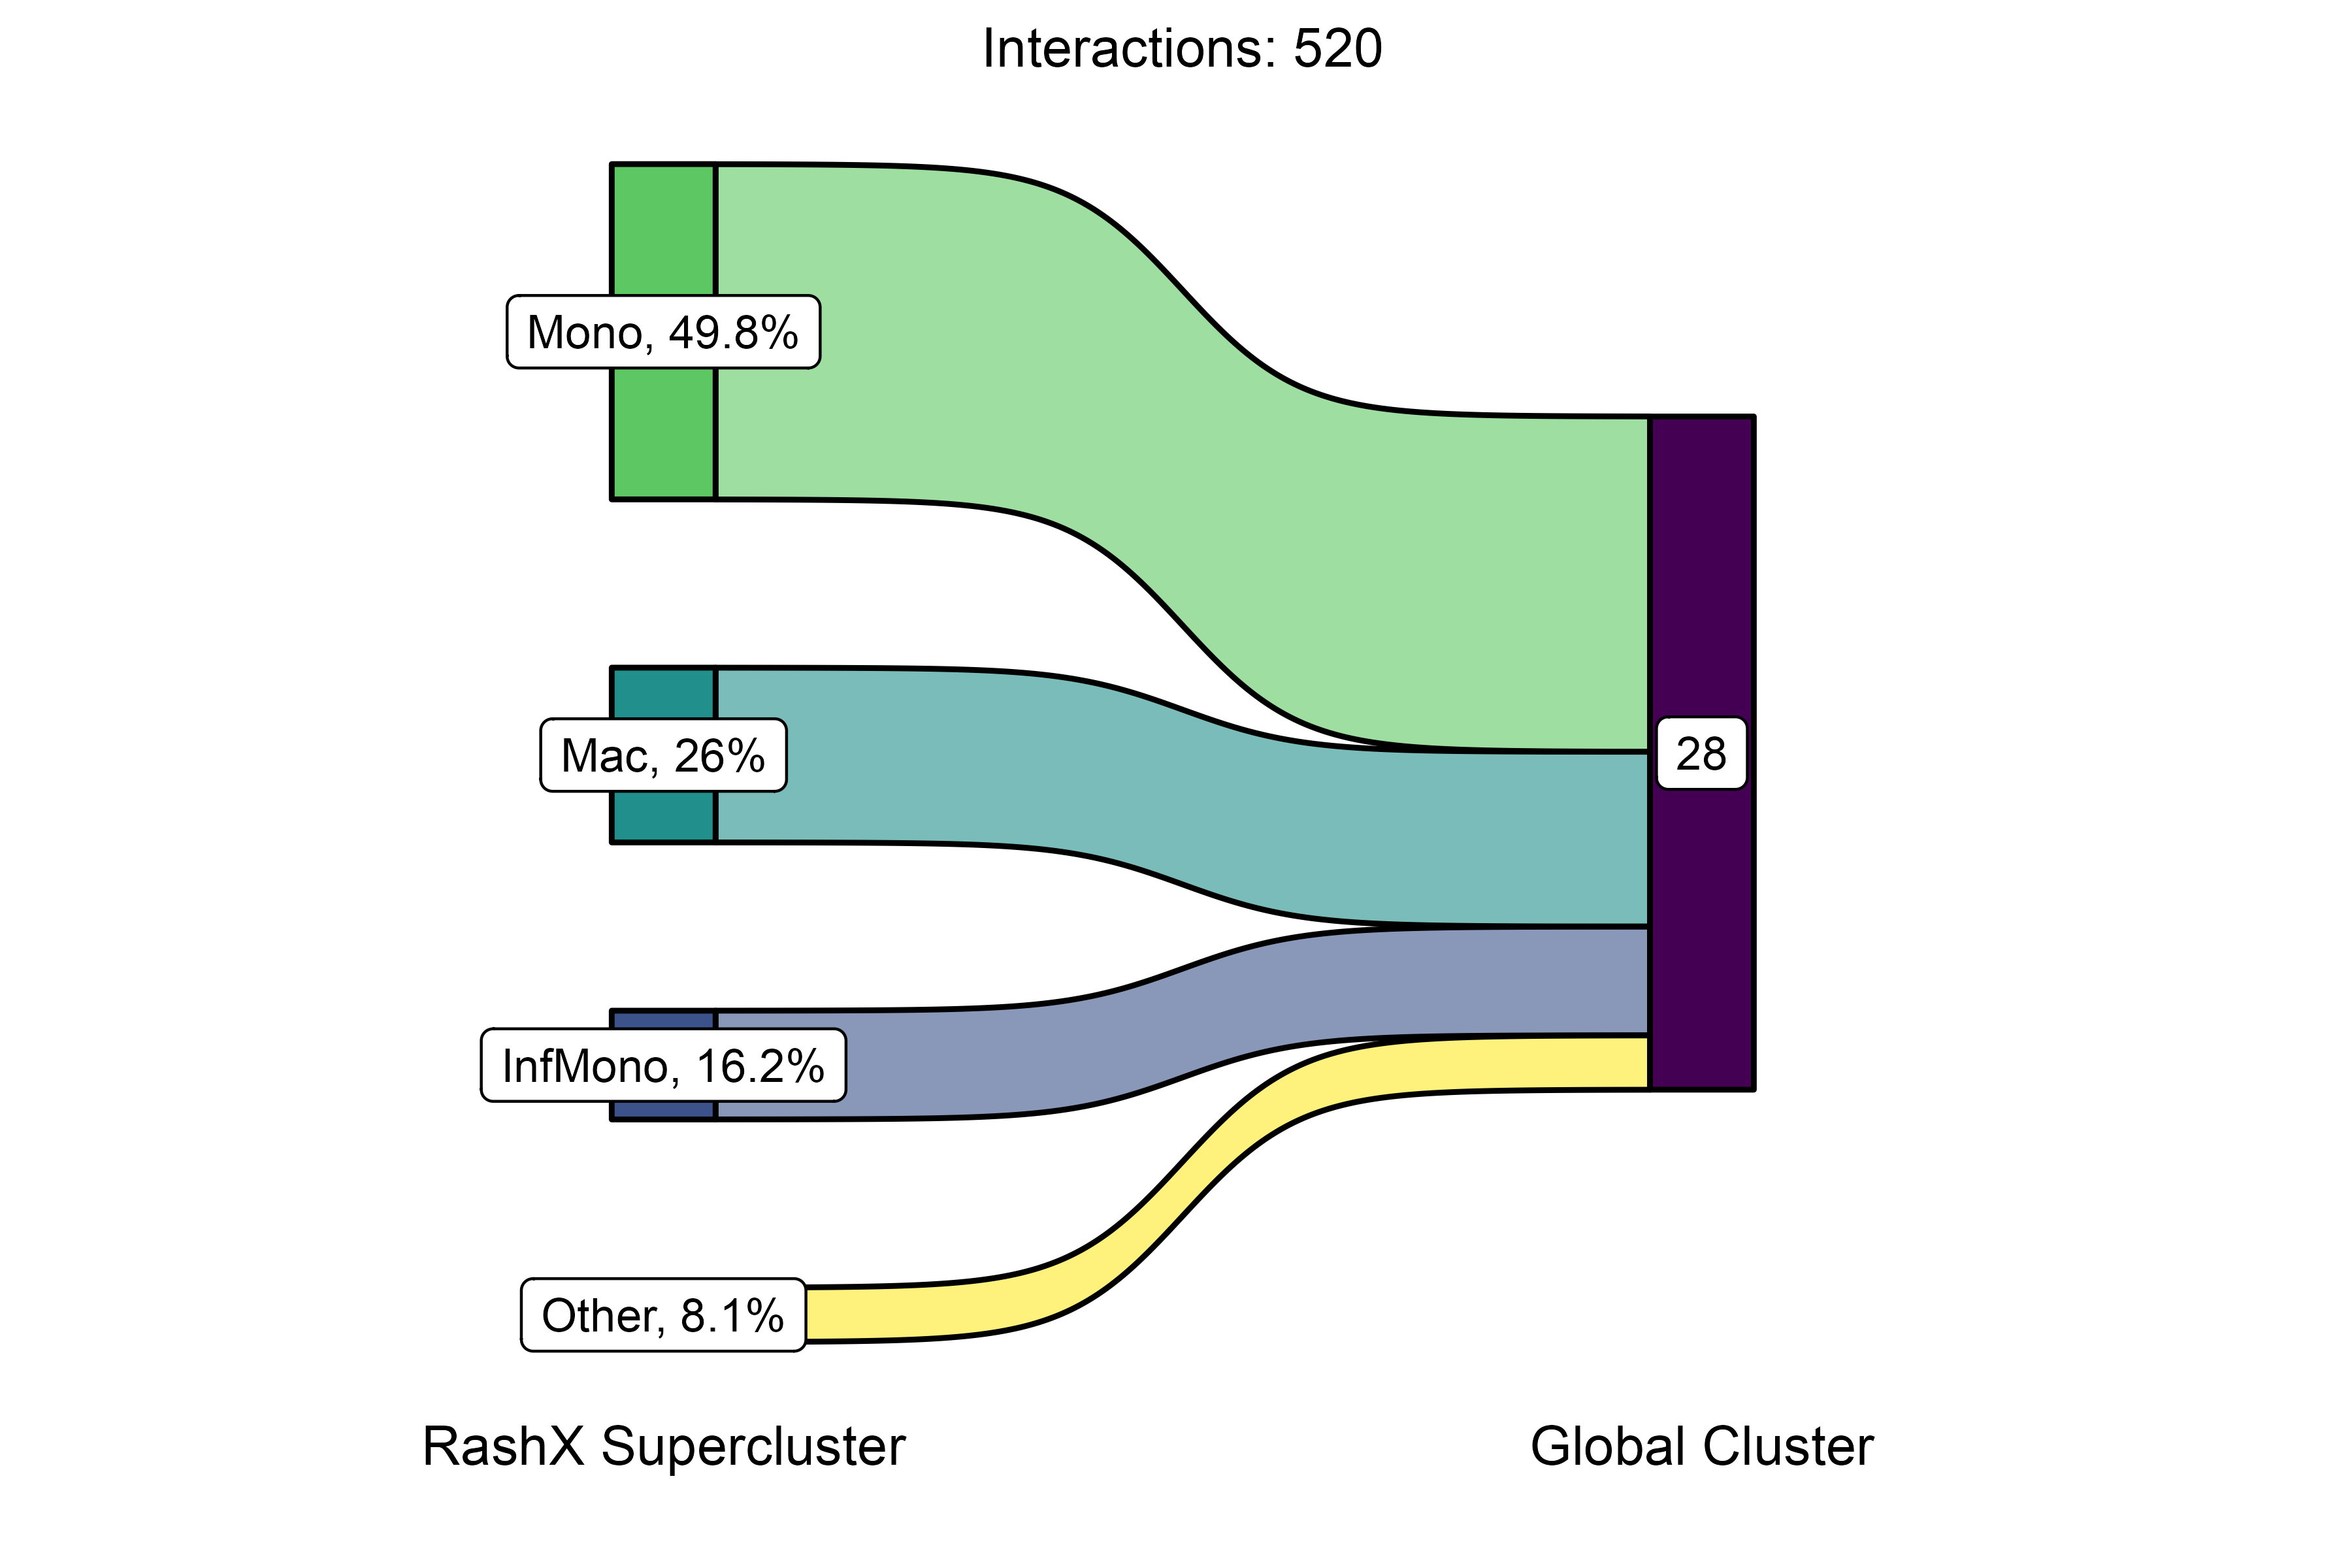 Interactions: 520
Mono, 49.8%
Mac, 26%
28
InfMono, 16.2%
Other, 8.1%
RashX Supercluster
Global Cluster